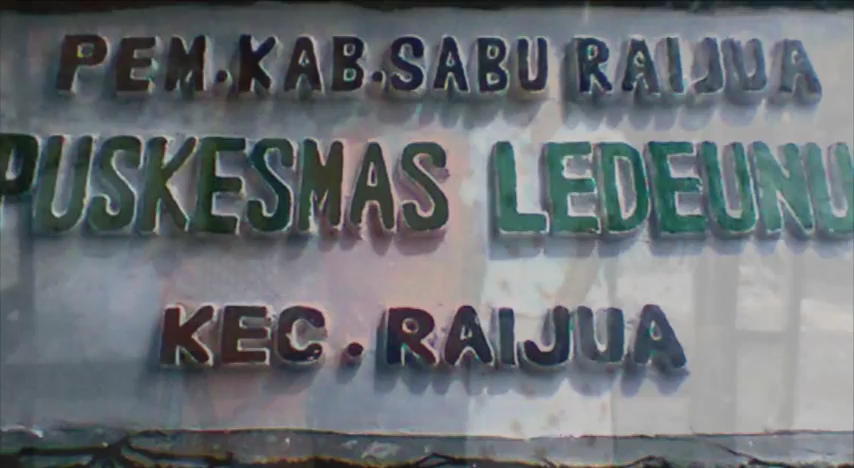 PEM.KAB.SABU RAIJUA
PUSKESMAS LEDEUNU
KEC. RAIJUA